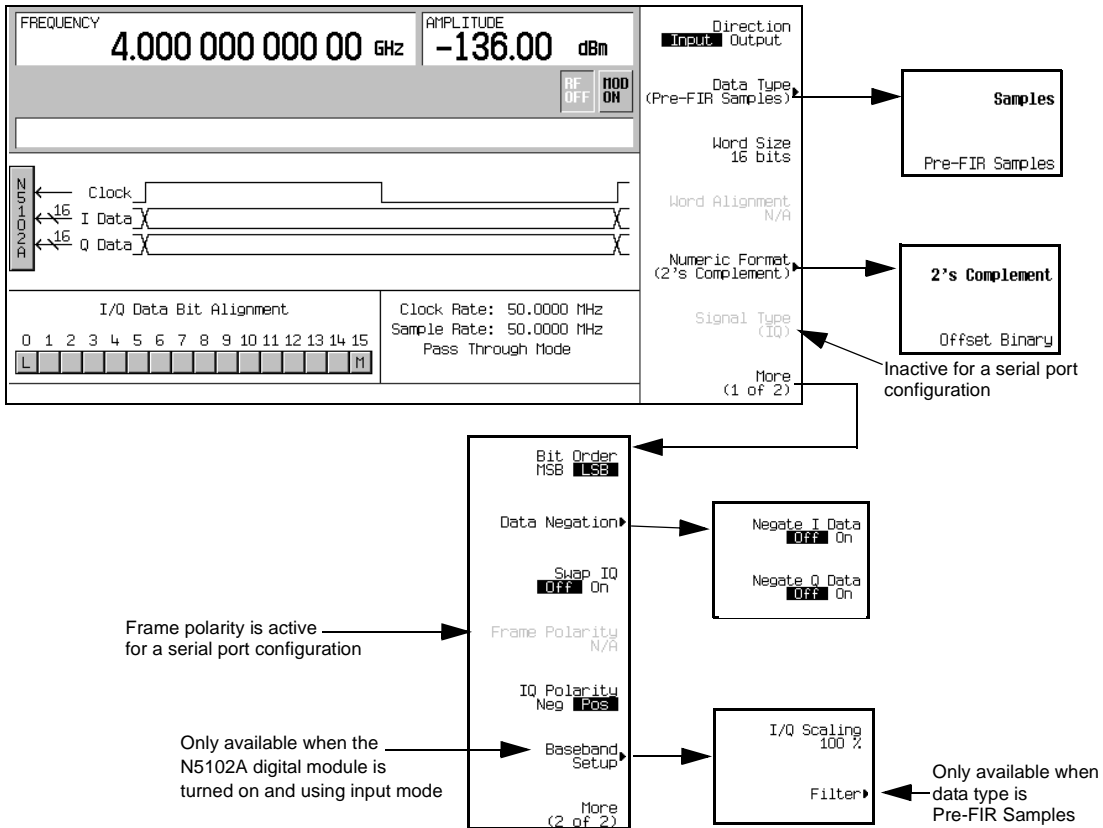 FREQUENCY
4.000 000 000 00 GHz
AMPLITUDE
-136.00 dBm
RF OFF
MOD ON
N5102A
Clock
16 I Data
16 Q Data
I/Q Data Bit Alignment
0 1 2 3 4 5 6 7 8 9 10 11 12 13 14 15
L M
Clock Rate: 50.0000 MHz
Sample Rate: 50.0000 MHz
Pass Through Mode
Direction
Input Output
Data Type
(Pre-FIR Samples)
Word Size
16 bits
Word Alignment
N/A
Numeric Format
(2's Complement)
Signal Type
(IQ)
More
(1 of 2)
Samples
Pre-FIR Samples
2's Complement
Offset Binary
Inactive for a serial port
configuration
Bit Order
MSB LSB
Data Negation
Swap IQ
Off On
Frame Polarity
N/A
IQ Polarity
Neg Pos
Baseband
Setup
More
(2 of 2)
Negate I Data
Off On
Negate Q Data
Off On
Frame polarity is active
for a serial port configuration
Only available when the
N5102A digital module is
turned on and using input mode
I/Q Scaling
100 %
Filter
Only available when
data type is
Pre-FIR Samples